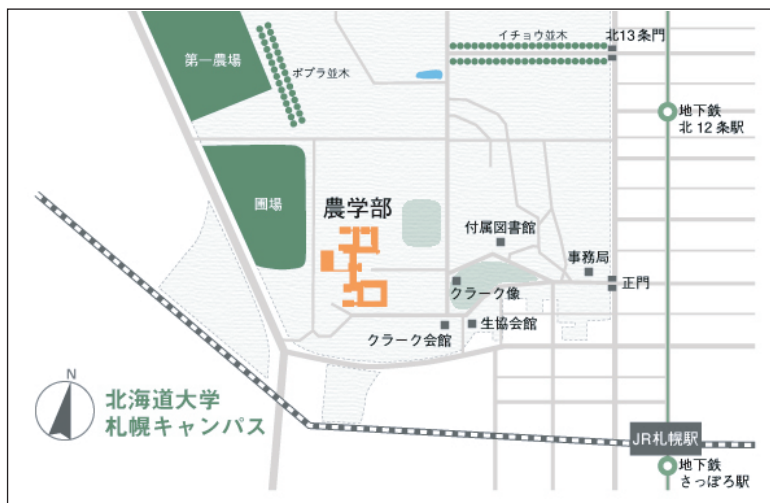 イチョウ並木
北13条門
第一農場
ポプラ並木
地下鉄
北12条駅
圃場
農学部
付属図書館
事務局
正門
クラーク像
生協会館
クラーク会館
N
北海道大学
札幌キャンパス
JR札幌駅
地下鉄
さっぽろ駅